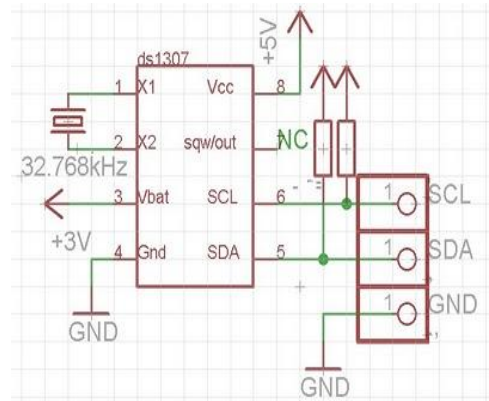 +5V
ds1307
1 X1 Vcc 8
2 X2 sqw/out 7 NC
32.768kHz
3 Vbat SCL 6 1 SCL
+3V
4 Gnd SDA 5 1 SDA
1 GND
GND
GND